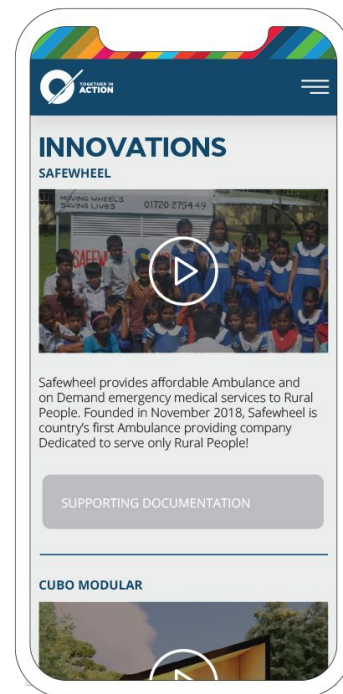 TOGETHER IN
ACTION
INNOVATIONS
SAFEWHEEL
MOVING WHEELS
SAVING LIVES
01720-275449
SAFEW
Safewheel provides affordable Ambulance and
on Demand emergency medical services to Rural
People. Founded in November 2018, Safewheel is
country's first Ambulance providing company
Dedicated to serve only Rural People!
SUPPORTING DOCUMENTATION
CUBO MODULAR